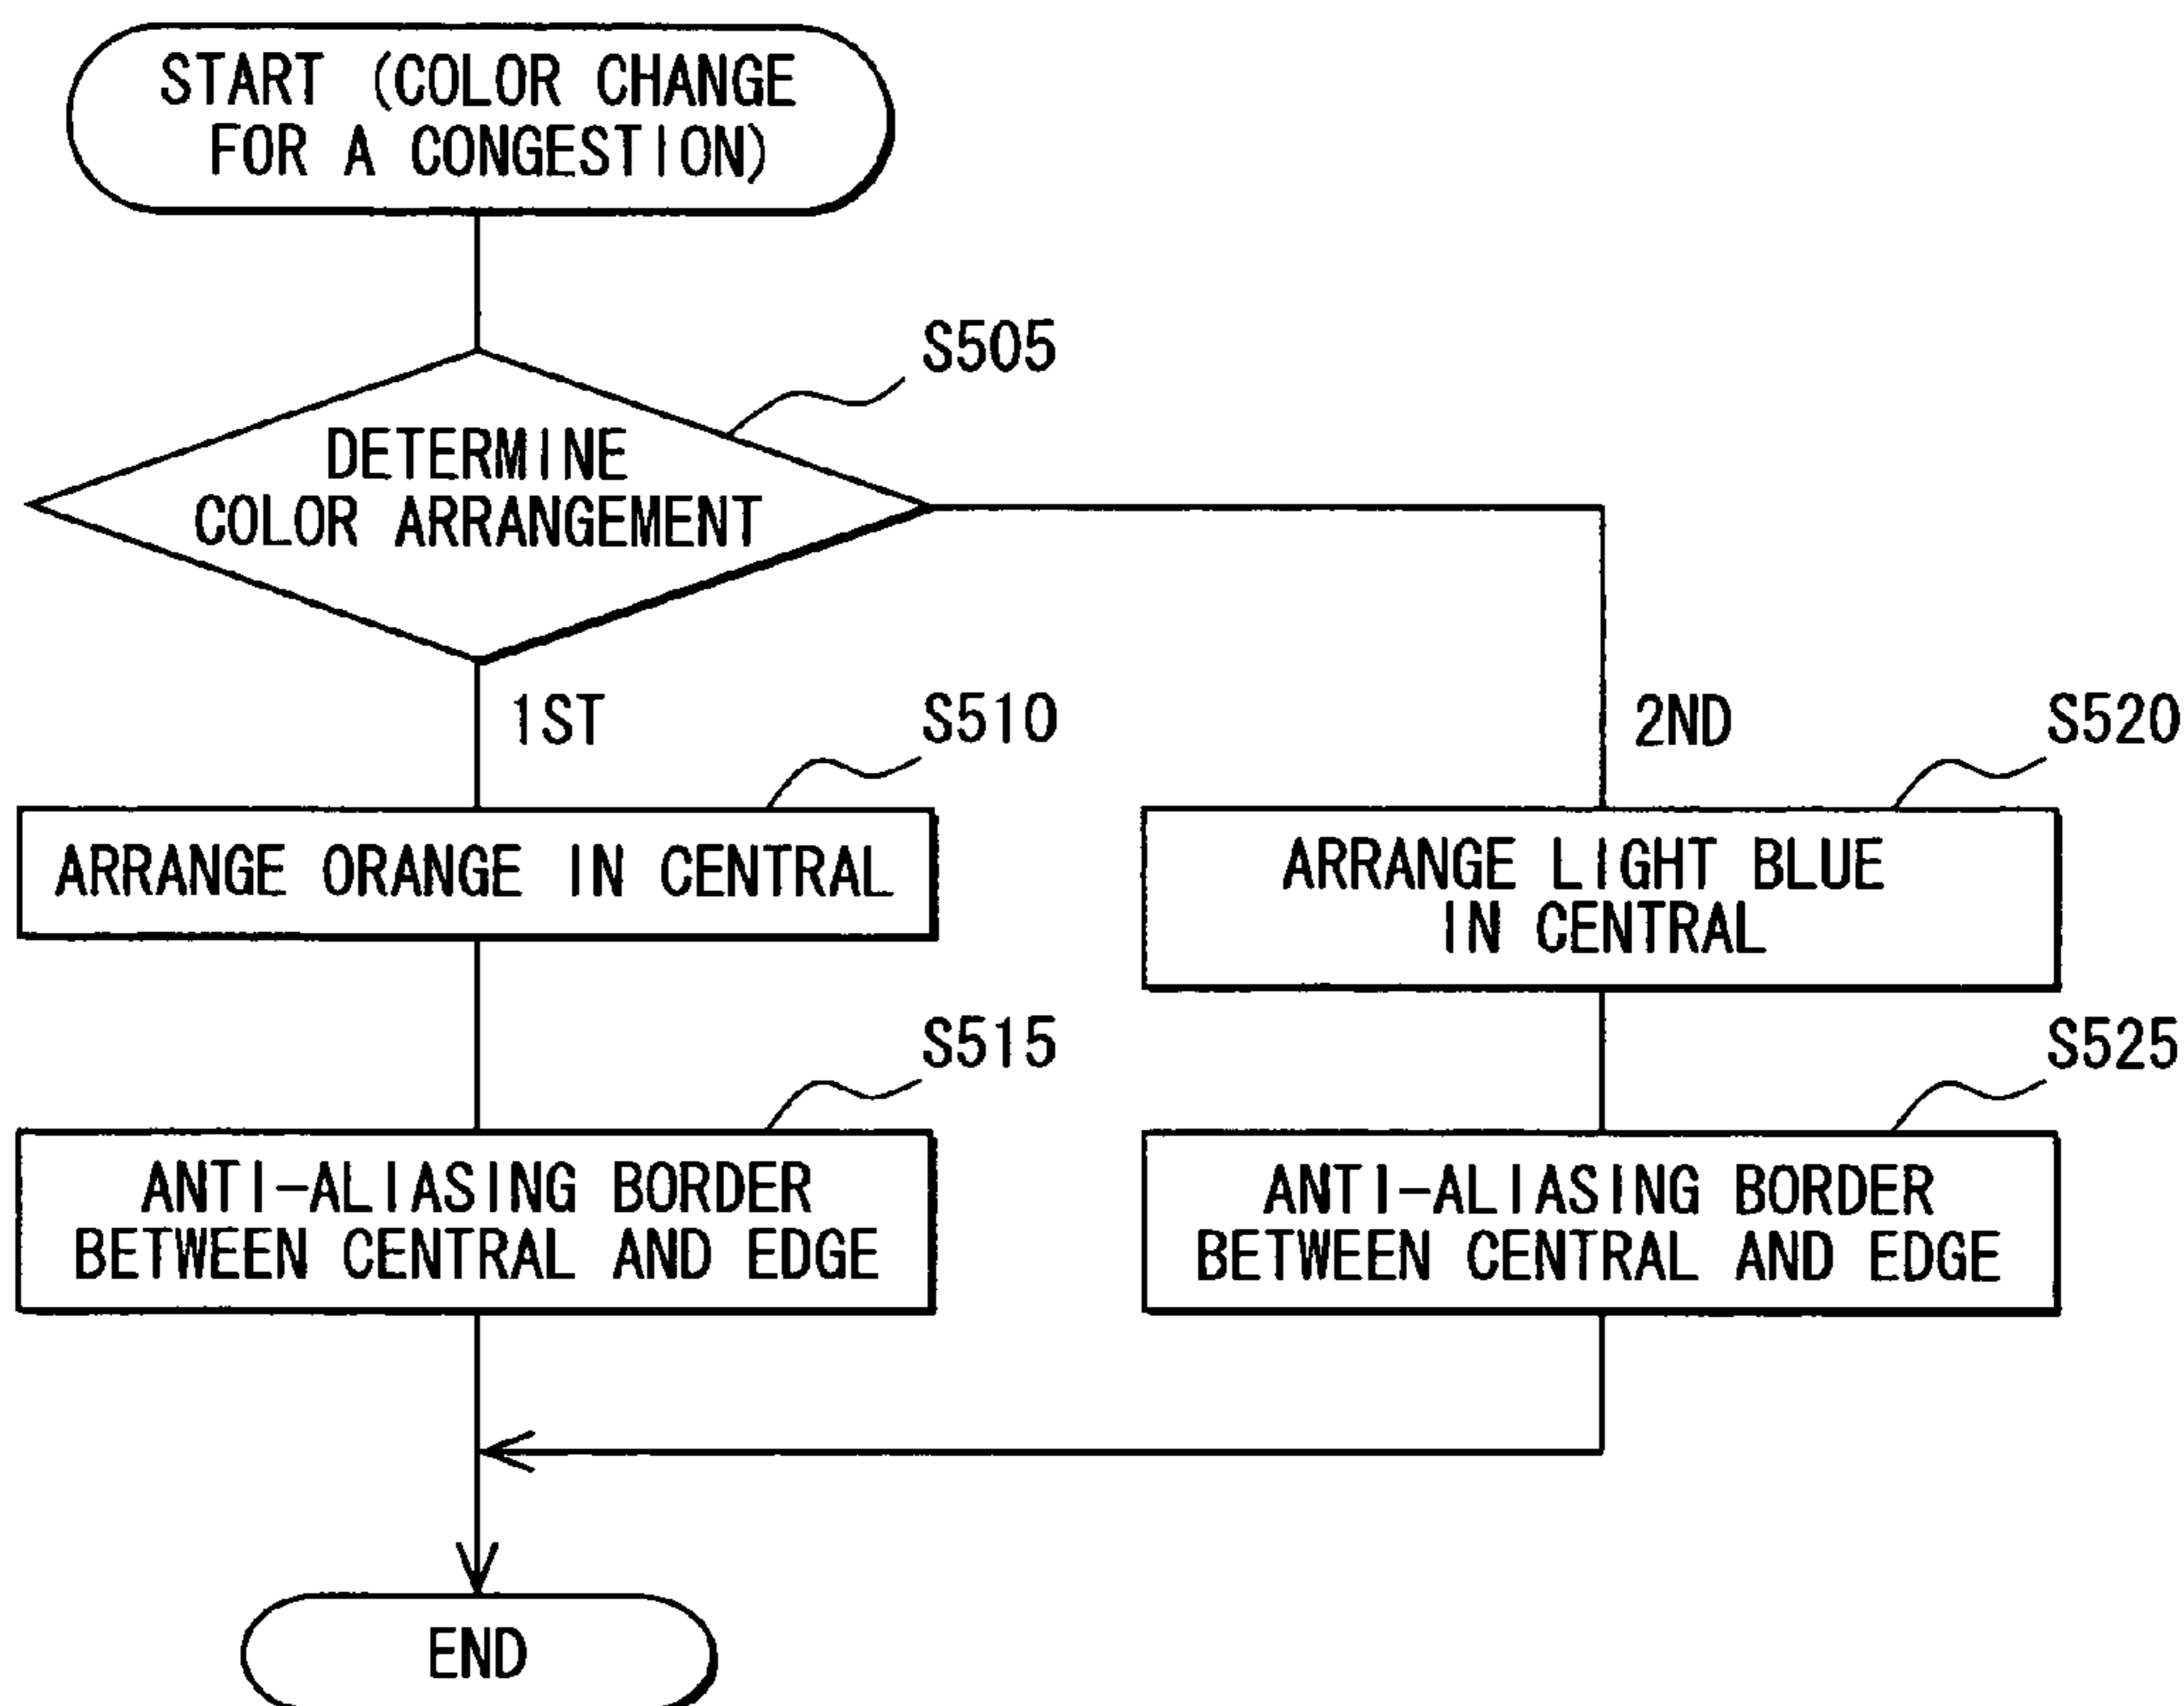 START (COLOR CHANGE
FOR A CONGESTION)
S505
DETERMINE
COLOR ARRANGEMENT
1ST
S510
2ND
S520
ARRANGE ORANGE IN CENTRAL
ARRANGE LIGHT BLUE
IN CENTRAL
S515
S525
ANTI-ALIASING BORDER
BETWEEN CENTRAL AND EDGE
ANTI-ALIASING BORDER
BETWEEN CENTRAL AND EDGE
END